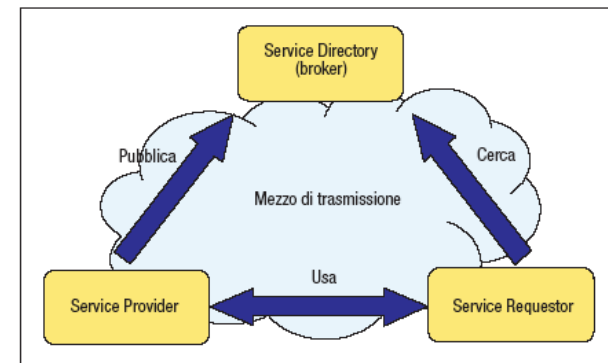 Service Directory
(broker)
Pubblica
Cerca
Mezzo di trasmissione
Usa
Service Provider
Service Requestor